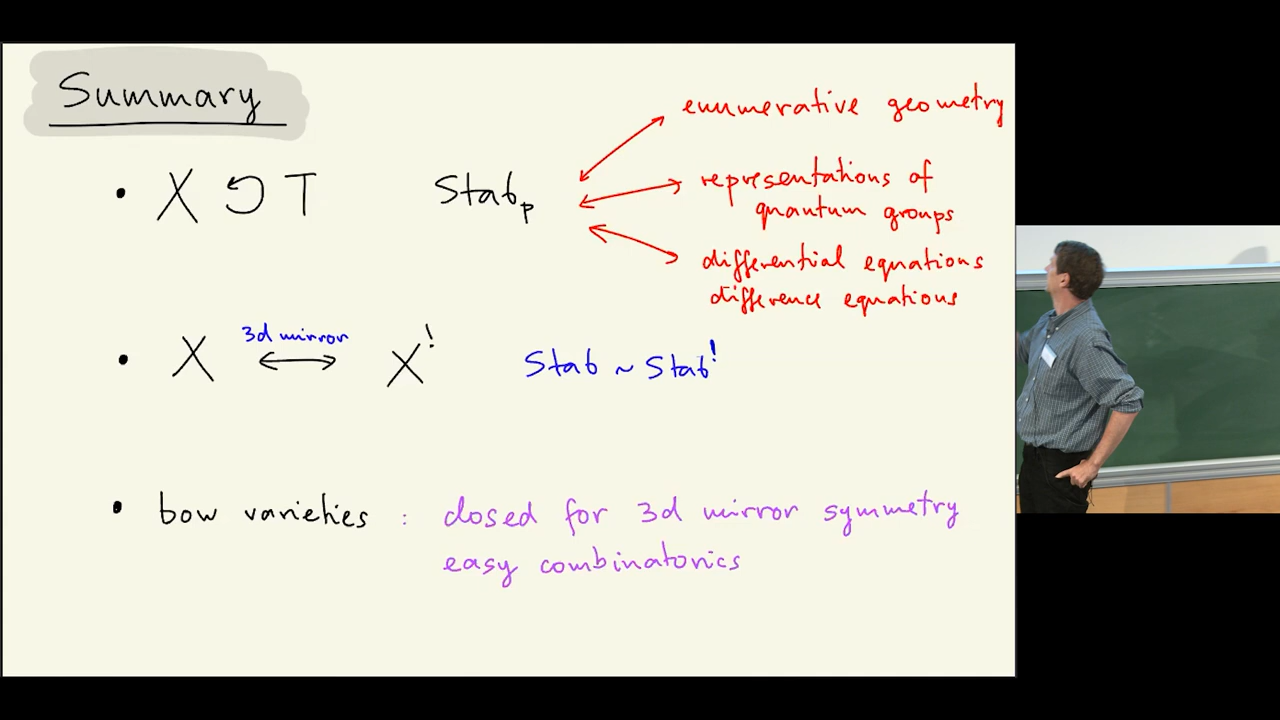 Summary
• X ↺ T Stab_p
enumerative geometry
representations of
quantum groups
differential equations
difference equations
• X 3d mirror ⟷ X^! Stab ~ Stab^!
• bow varieties : closed for 3d mirror symmetry
easy combinatorics